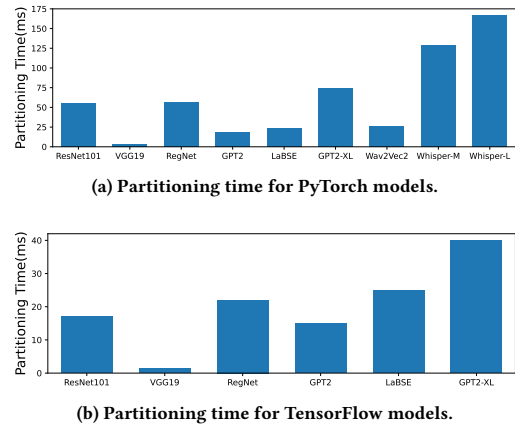 Partitioning Time(ms)
175
150
125
100
75
50
25
0
ResNet101 VGG19 RegNet GPT2 LaBSE GPT2-XL Wav2Vec2 Whisper-M Whisper-L
(a) Partitioning time for PyTorch models.
Partitioning Time(ms)
40
30
20
10
0
ResNet101 VGG19 RegNet GPT2 LaBSE GPT2-XL
(b) Partitioning time for TensorFlow models.